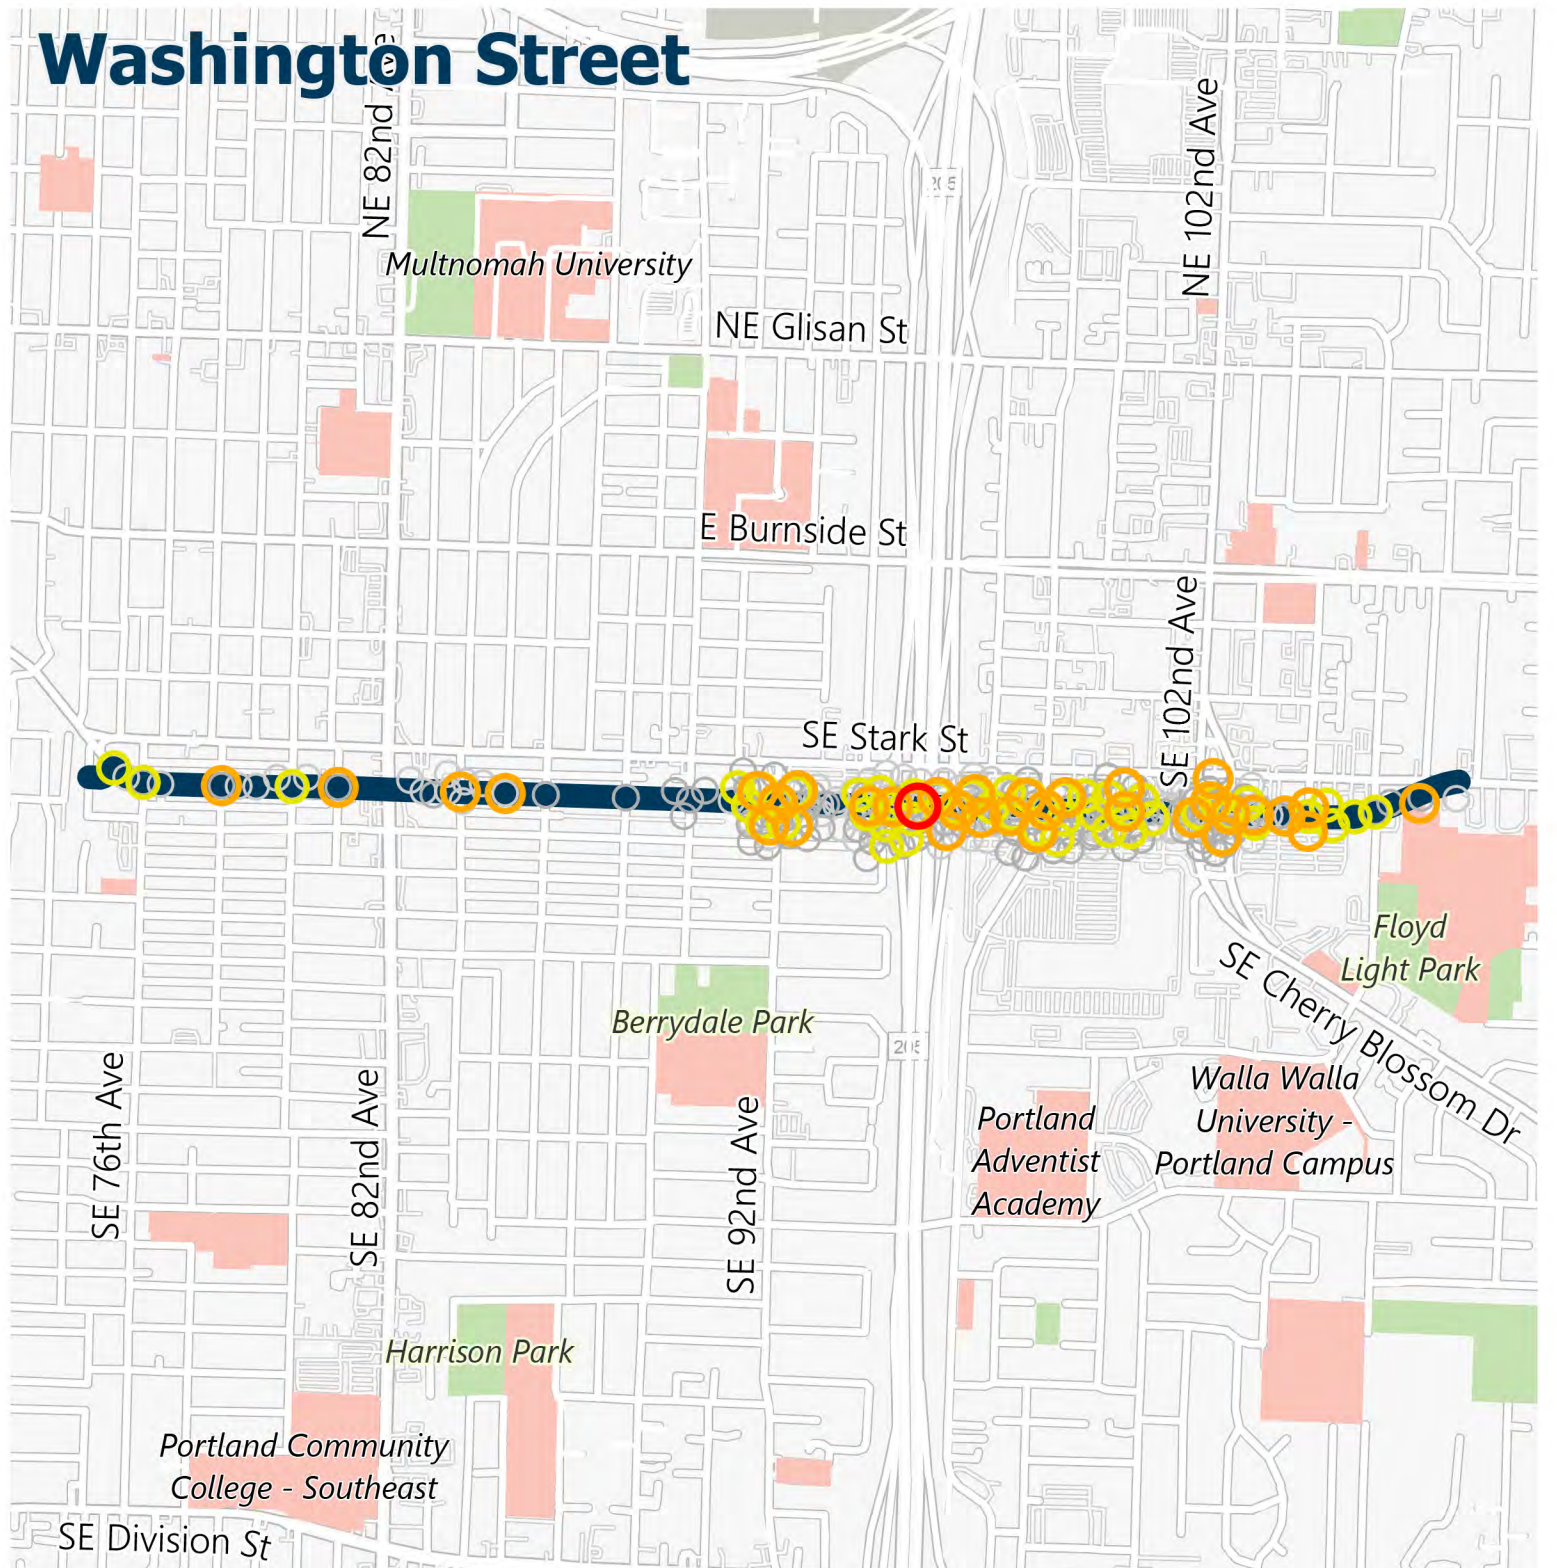 Washington Street
NE 82nd Ave
NE 102nd Ave
205
Multnomah University
NE Glisan St
E Burnside St
SE 102nd Ave
SE Stark St
Floyd
Light Park
SE Cherry Blossom Dr
Berrydale Park
205
SE 76th Ave
SE 82nd Ave
SE 92nd Ave
Portland
Adventist
Academy
Walla Walla
University -
Portland Campus
Harrison Park
Portland Community
College - Southeast
SE Division St